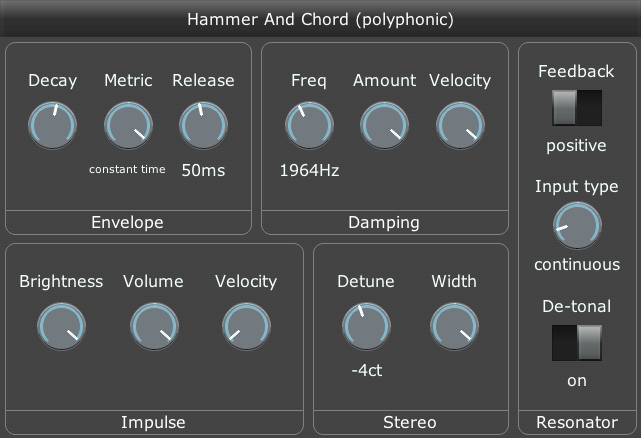 Hammer And Chord (polyphonic)
Decay Metric Release
constant time 50ms
Envelope
Freq Amount Velocity
1964Hz
Damping
Feedback
positive
Input type
continuous
De-tonal
on
Resonator
Brightness Volume Velocity
Impulse
Detune Width
-4ct
Stereo